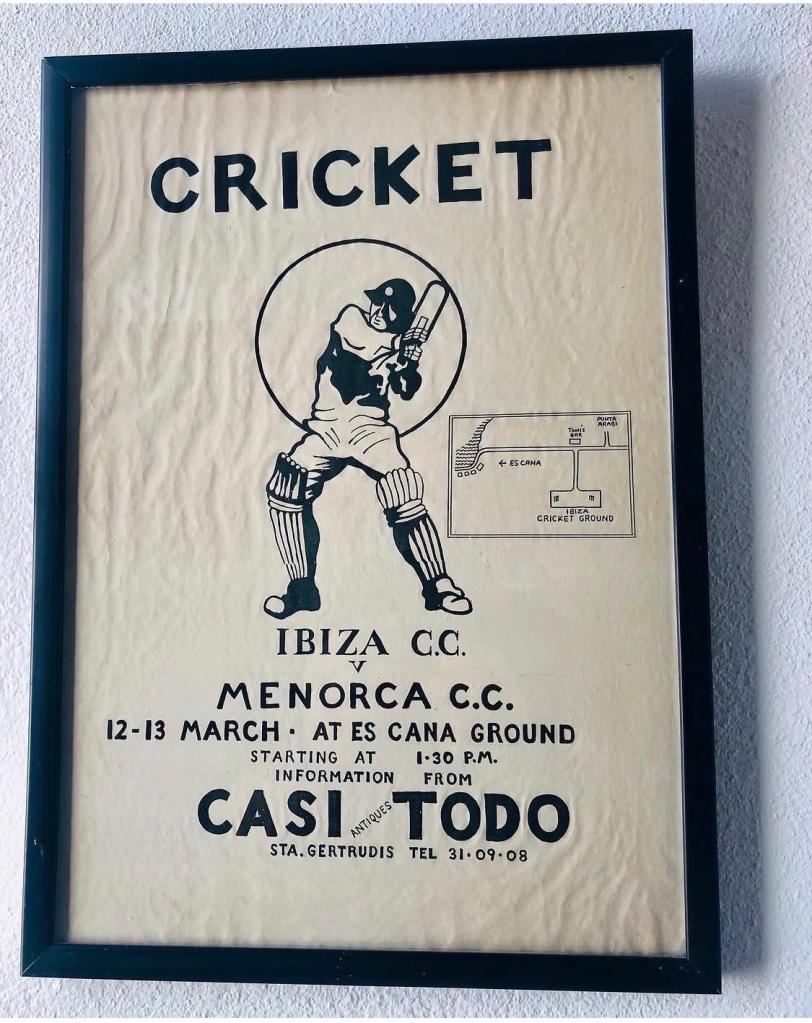 CRICKET
PUNTA
ARABI
TONI'S
BAR
← ES CANA
IBIZA
CRICKET GROUND
IBIZA C.C.
V
MENORCA C.C.
12-13 MARCH · AT ES CANA GROUND
STARTING AT 1·30 P.M.
INFORMATION FROM
CASI ANTIQUES TODO
STA. GERTRUDIS TEL 31·09·08